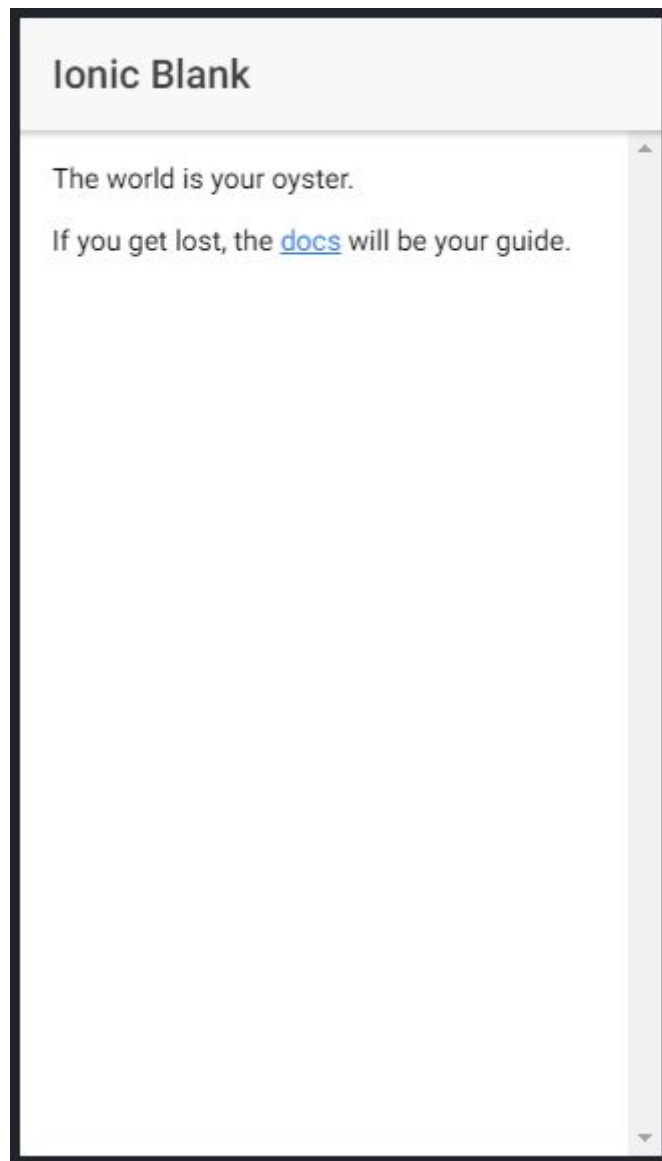 Ionic Blank
The world is your oyster.
If you get lost, the docs will be your guide.